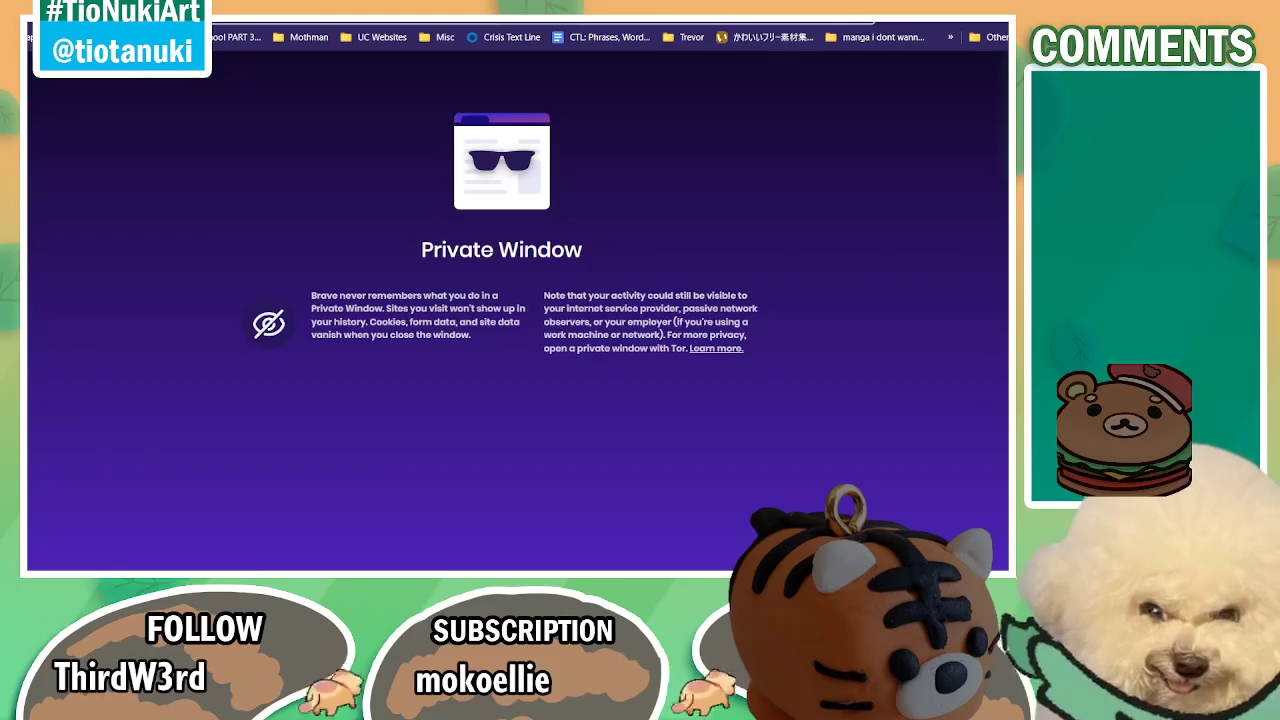 #TioNukiArt
@tiotanuki
ool PART 3...
Mothman
UC Websites
Misc
Crisis Text Line
CTL: Phrases, Word...
Trevor
かわいいフリー素材集...
manga i dont wann...
»
Other
COMMENTS
Private Window
Brave never remembers what you do in a
Private Window. Sites you visit won't show up in
your history. Cookies, form data, and site data
vanish when you close the window.
Note that your activity could still be visible to
your internet service provider, passive network
observers, or your employer (if you're using a
work machine or network). For more privacy,
open a private window with Tor. Learn more.
FOLLOW
ThirdW3rd
SUBSCRIPTION
mokoellie